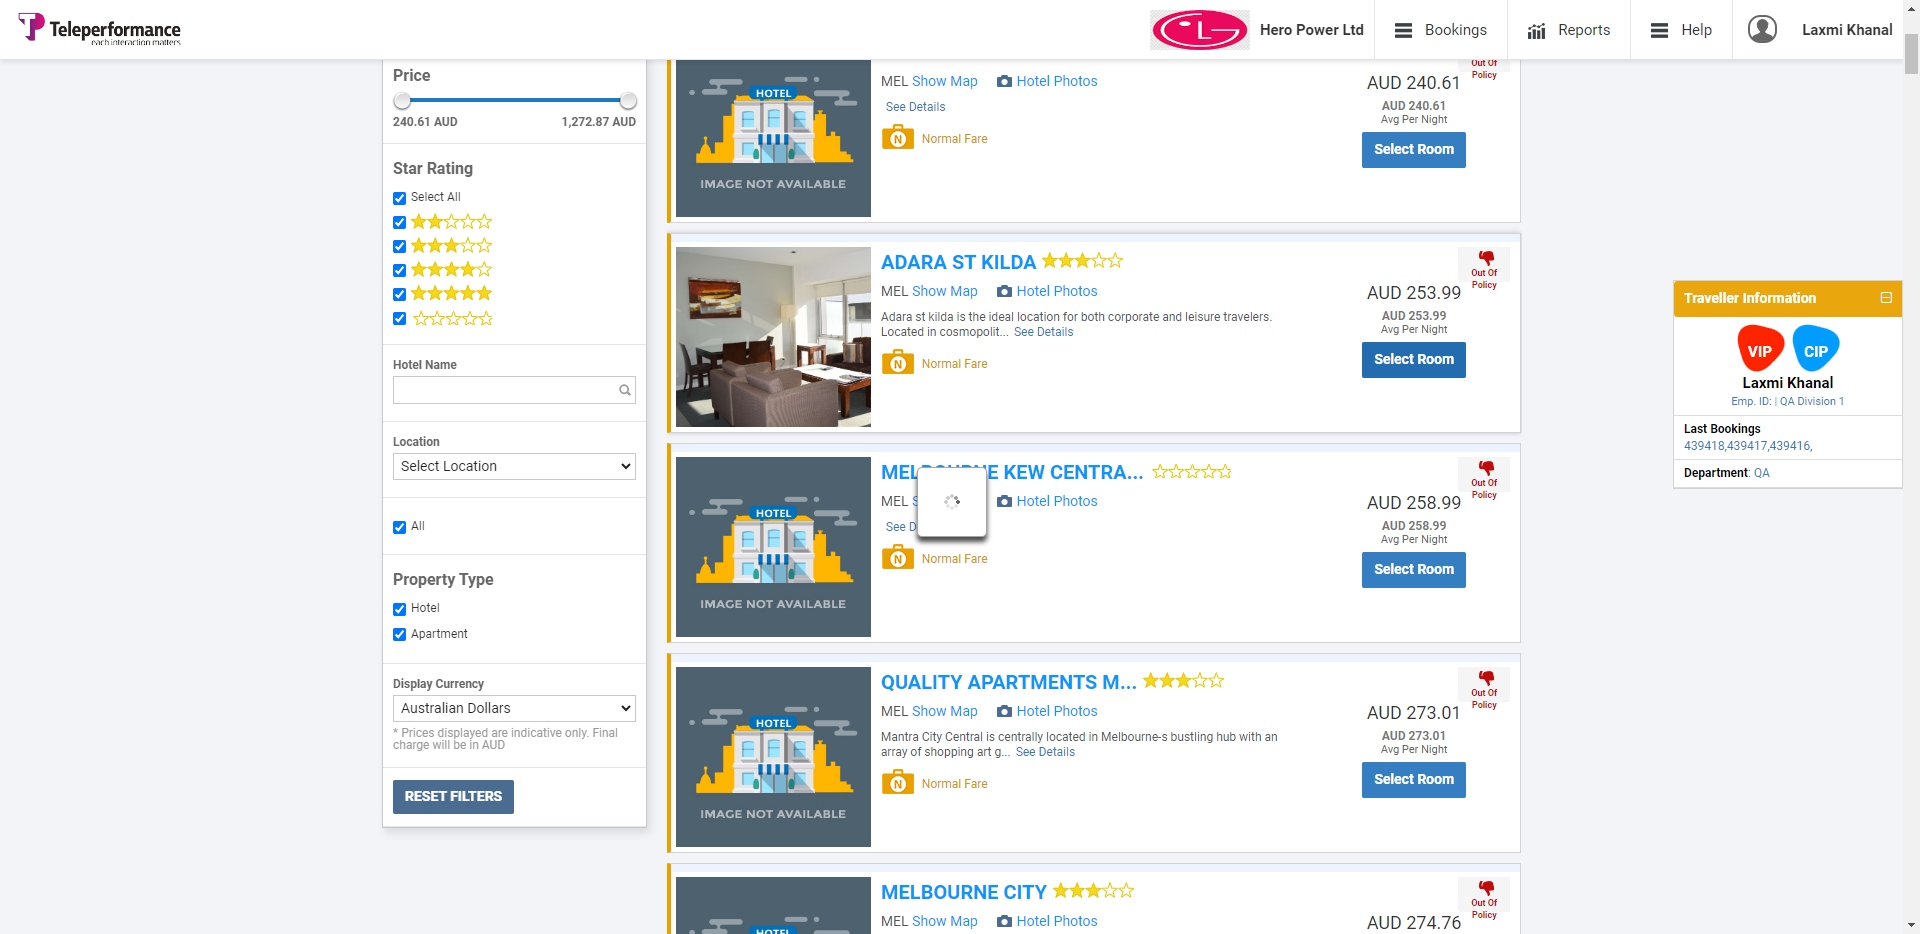 Teleperformance
each interaction matters
LG
Hero Power Ltd
Bookings
Reports
Help
Laxmi Khanal
Price
240.61 AUD
1,272.87 AUD
Star Rating
Select All
Hotel Name
Location
Select Location
All
Property Type
Hotel
Apartment
Display Currency
Australian Dollars
* Prices displayed are indicative only. Final
charge will be in AUD
RESET FILTERS
HOTEL
IMAGE NOT AVAILABLE
MEL Show Map
Hotel Photos
See Details
N
Normal Fare
Out Of
Policy
AUD 240.61
AUD 240.61
Avg Per Night
Select Room
ADARA ST KILDA
MEL Show Map
Hotel Photos
Adara st kilda is the ideal location for both corporate and leisure travelers.
Located in cosmopolit... See Details
N
Normal Fare
Out Of
Policy
AUD 253.99
AUD 253.99
Avg Per Night
Select Room
HOTEL
IMAGE NOT AVAILABLE
MELBOURNE KEW CENTRA...
MEL
Hotel Photos
See D
N
Normal Fare
Out Of
Policy
AUD 258.99
AUD 258.99
Avg Per Night
Select Room
HOTEL
IMAGE NOT AVAILABLE
QUALITY APARTMENTS M...
MEL Show Map
Hotel Photos
Mantra City Central is centrally located in Melbourne-s bustling hub with an
array of shopping art g... See Details
N
Normal Fare
Out Of
Policy
AUD 273.01
AUD 273.01
Avg Per Night
Select Room
HOTEL
MELBOURNE CITY
MEL Show Map
Hotel Photos
Out Of
Policy
AUD 274.76
Traveller Information
VIP
CIP
Laxmi Khanal
Emp. ID: | QA Division 1
Last Bookings
439418,439417,439416,
Department: QA